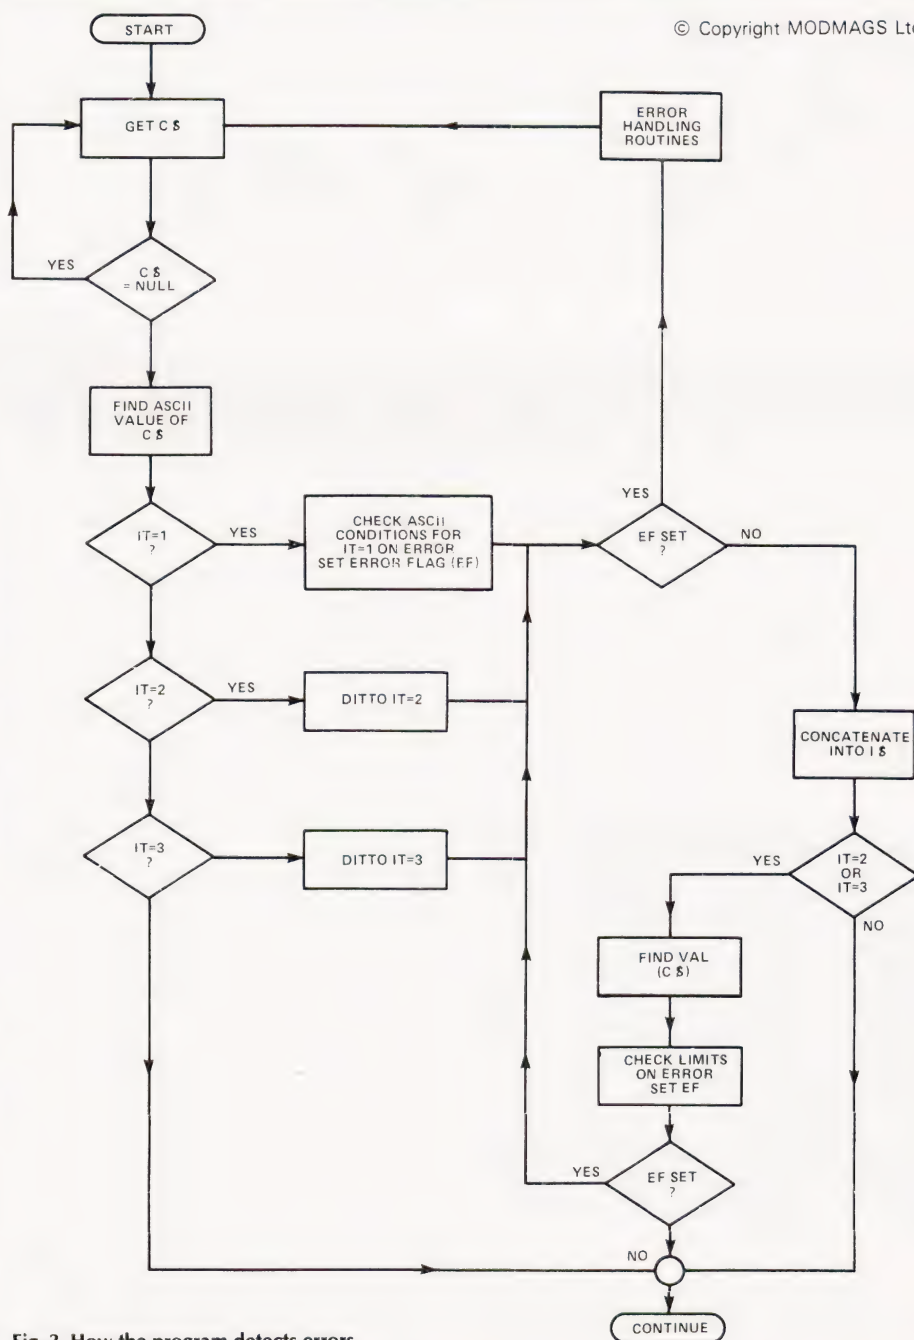 START
© Copyright MODMAGS Ltd
GET C$
ERROR
HANDLING
ROUTINES
YES
C$
= NULL
FIND ASCII
VALUE OF
C$
IT=1
?
YES
CHECK ASCII
CONDITIONS FOR
IT=1 ON ERROR
SET ERROR FLAG (EF)
YES
EF SET
?
NO
IT=2
?
YES
DITTO IT=2
CONCATENATE
INTO I$
IT=3
?
DITTO IT=3
YES
IT=2
OR
IT=3
NO
FIND VAL
(C$)
CHECK LIMITS
ON ERROR
SET EF
YES
EF SET
?
NO
CONTINUE
Fig. 3. How the program detects errors